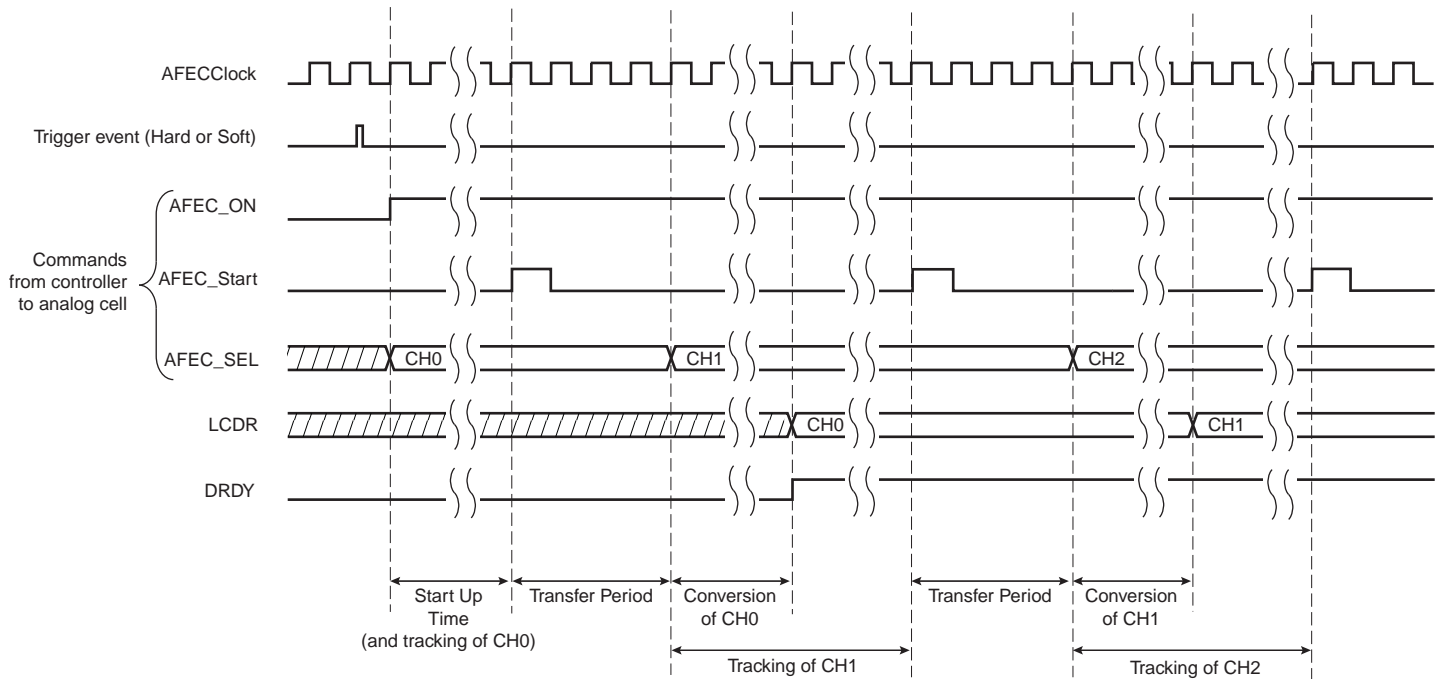 AFECClock
Trigger event (Hard or Soft)
AFEC_ON
Commands
from controller
to analog cell
AFEC_Start
AFEC_SEL
CH0
CH1
CH2
LCDR
CH0
CH1
DRDY
Start Up
Time
(and tracking of CH0)
Transfer Period
Conversion
of CH0
Transfer Period
Conversion
of CH1
Tracking of CH1
Tracking of CH2